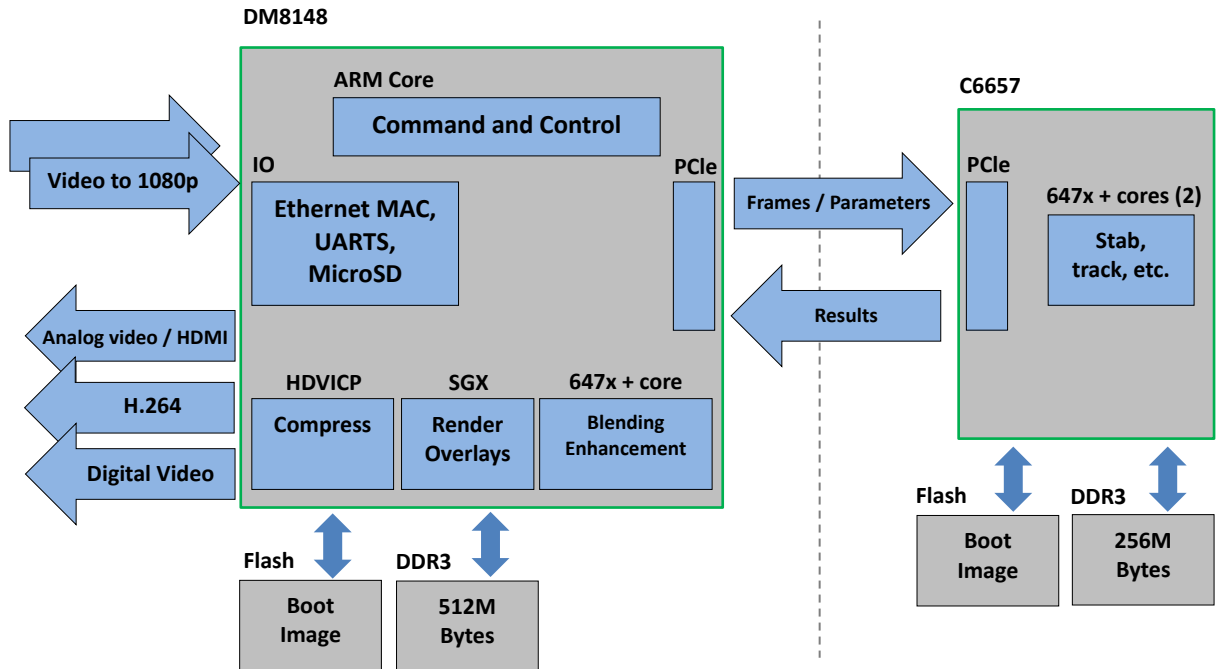 DM8148
ARM Core
Command and Control
IO
Ethernet MAC,
UARTS,
MicroSD
PCIe
Video to 1080p
Analog video / HDMI
H.264
Digital Video
HDVICP
Compress
SGX
Render
Overlays
647x + core
Blending
Enhancement
Flash
Boot
Image
DDR3
512M
Bytes
Frames / Parameters
Results
C6657
PCIe
647x + cores (2)
Stab,
track, etc.
Flash
Boot
Image
DDR3
256M
Bytes